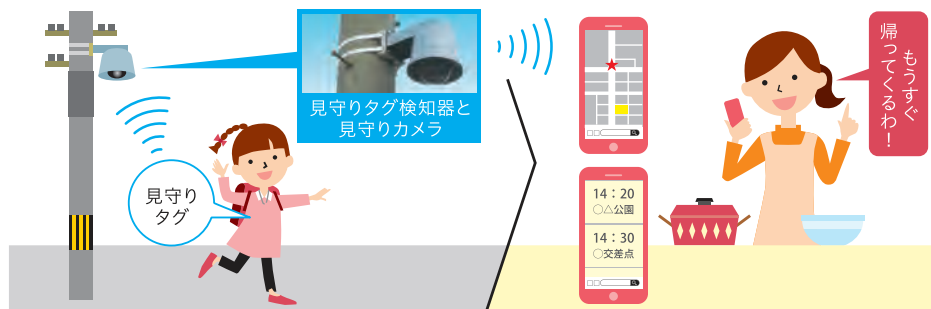 見守りタグ検知器と
見守りカメラ
見守り
タグ
14：20
○△公園
14：30
○交差点
もうすぐ
帰ってくるわ！